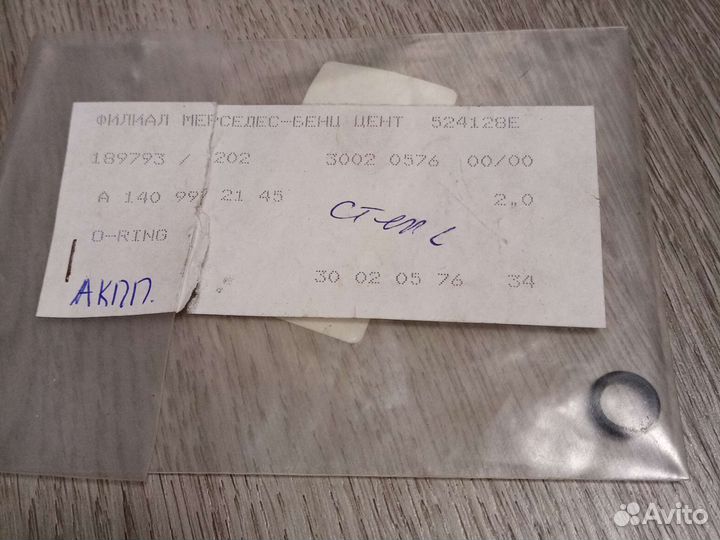 ФИЛИАЛ МЕРСЕДЕС-БЕНЦ ЦЕНТ 524128E
189793 / 202 3002 0576 00/00
A 140 997 21 45 2,0
O-RING
30 02 05 76 34
АКПП.
Avito